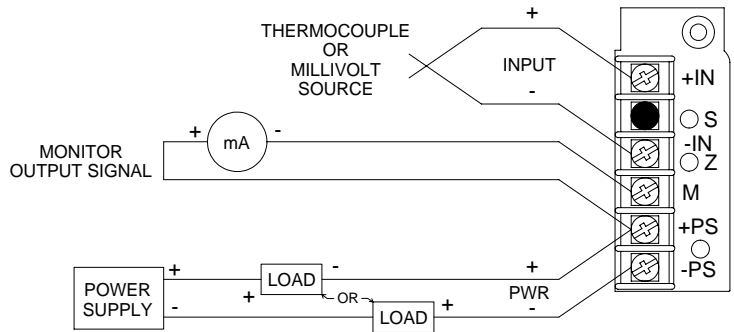 THERMOCOUPLE
OR
MILLIVOLT
SOURCE
+
INPUT
-
+IN
S
-IN
Z
M
+PS
-PS
MONITOR
OUTPUT SIGNAL
+
mA
-
POWER
SUPPLY
+
LOAD
-
+
PWR
-
+
OR
-
LOAD
+